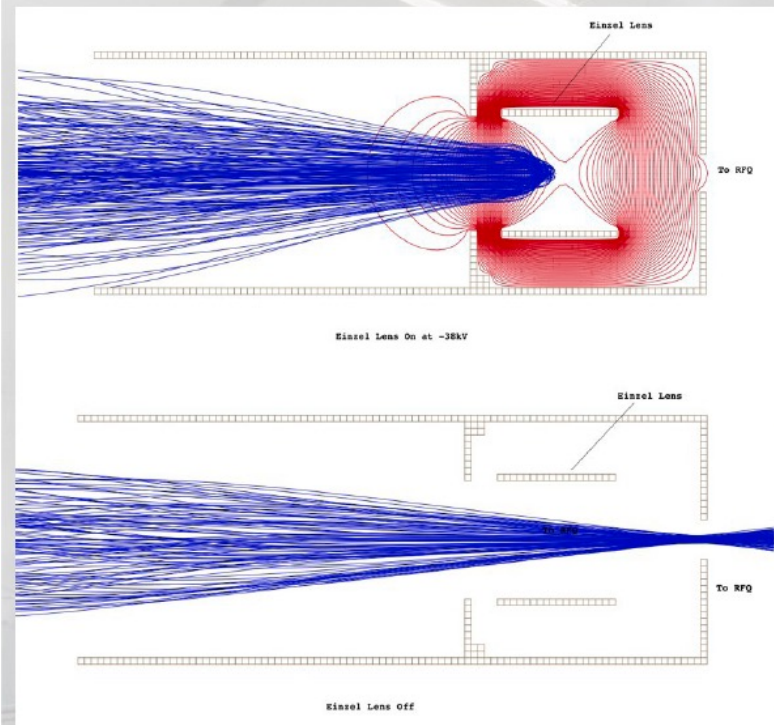 Einzel Lens
To RFQ
Einzel Lens On at -38kV
Einzel Lens
To RFQ
To RFQ
Einzel Lens Off